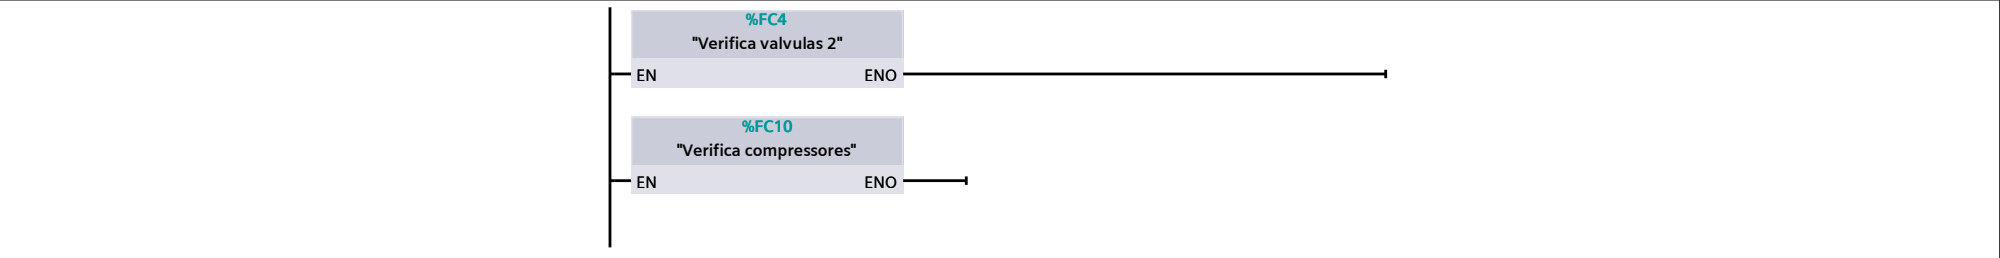 %FC4
"Verifica valvulas 2"
EN ENO
%FC10
"Verifica compressores"
EN ENO